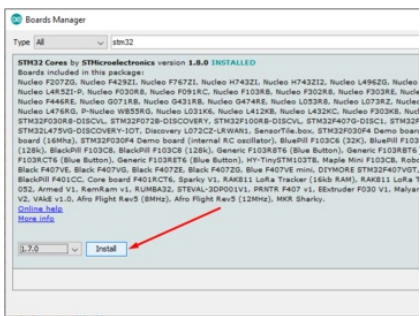 Boards Manager
Type All stm32
STM32 Cores by STMicroelectronics version 1.8.0 INSTALLED
Boards included in this package:
Nucleo F207ZG, Nucleo F429ZI, Nucleo F767ZI, Nucleo H743ZI, Nucleo H743ZI2, Nucleo L496ZG, Nucleo
Nucleo L4R5ZI-P, Nucleo F030R8, Nucleo F091RC, Nucleo F103RB, Nucleo F302R8, Nucleo F303RE, Nucle
Nucleo F446RE, Nucleo G071RB, Nucleo G431RB, Nucleo G474RE, Nucleo L053R8, Nucleo L073RZ, Nucleo
Nucleo L476RG, P-Nucleo WB55RG, Nucleo L031K6, Nucleo L412KB, Nucleo L432KC, Nucleo F303K8, Nucl
STM32F030R8-DISCVL, STM32F072B-DISCOVERY, STM32F100RB-DISCVL, STM32F407G-DISC1, STM32F
STM32L475VG-DISCOVERY-IOT, Discovery L072CZ-LRWAN1, SensorTile.box, STM32F030F4 Demo board
board (16Mhz), STM32F030F4 Demo board (internal RC oscillator), BluePill F103C6 (32K), BluePill F103
(128k), BlackPill F103C8, BlackPill F103C8 (128k), Generic F103R8T6 (Blue Button), Generic F103RBT6
F103RCT6 (Blue Button), Generic F103RET6 (Blue Button), HY-TinySTM103TB, Maple Mini F103CB, Robo
Black F407VE, Black F407VG, Black F407ZE, Black F407ZG, Blue F407VE mini, DIYMORE STM32F407VGT,
BlackPill F401CC, Core board F401RCT6, Sparky V1, RAK811 LoRa Tracker (16kb RAM), RAK811 LoRa T
052, Armed V1, RemRam v1, RUMBA32, STEVAL-3DP001V1, PRNTR F407 v1, EExtruder F030 V1, Malyar
V2, VAkE v1.0, Afro Flight Rev5 (8MHz), Afro Flight Rev5 (12MHz), MKR Sharky.
Online help
More info
1.7.0 Install